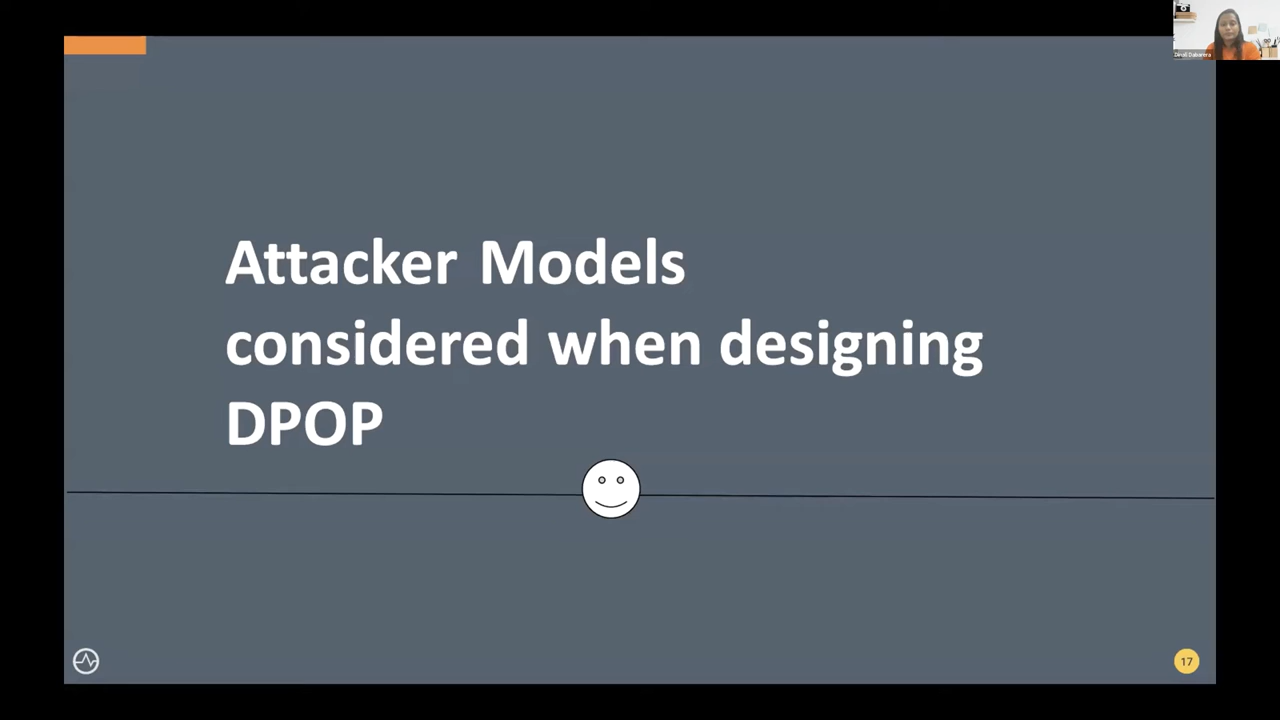 Attacker Models
considered when designing
DPOP
17